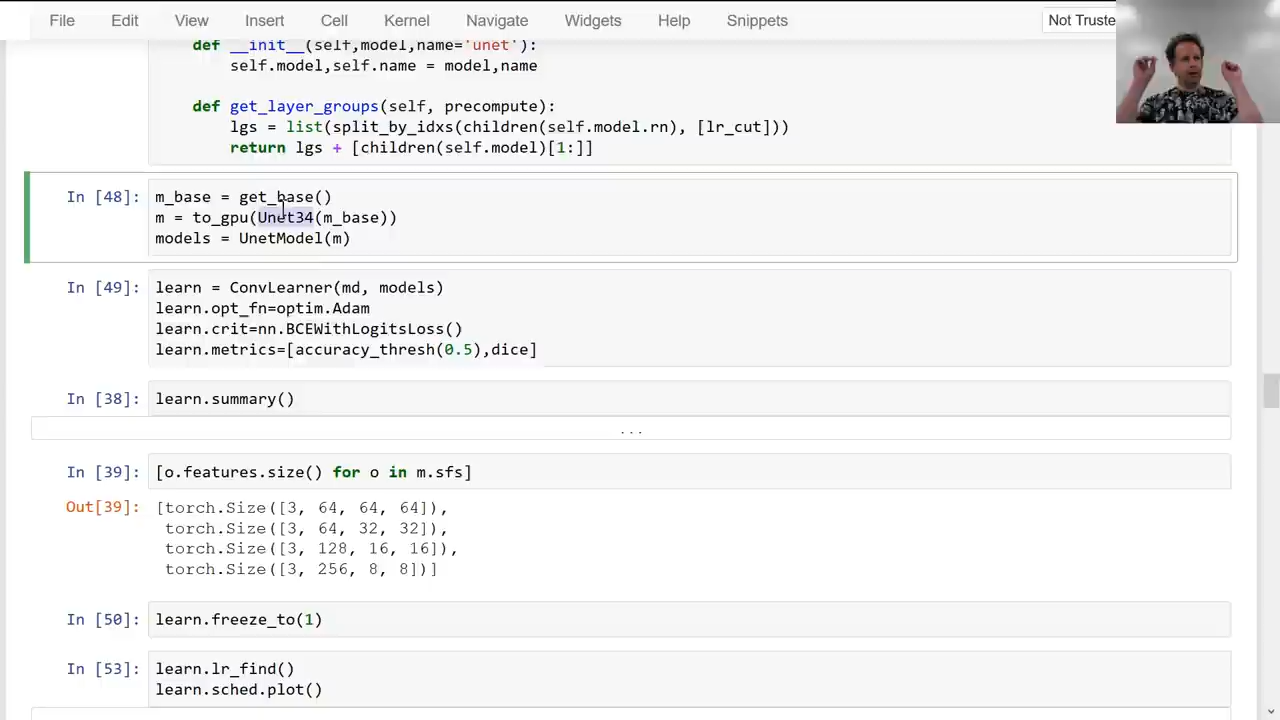 File Edit View Insert Cell Kernel Navigate Widgets Help Snippets Not Truste
def __init__(self,model,name='unet'):
self.model,self.name = model,name
def get_layer_groups(self, precompute):
lgs = list(split_by_idxs(children(self.model.rn), [lr_cut]))
return lgs + [children(self.model)[1:]]
In [48]: m_base = get_base()
m = to_gpu(Unet34(m_base))
models = UnetModel(m)
In [49]: learn = ConvLearner(md, models)
learn.opt_fn=optim.Adam
learn.crit=nn.BCEWithLogitsLoss()
learn.metrics=[accuracy_thresh(0.5),dice]
In [38]: learn.summary()
...
In [39]: [o.features.size() for o in m.sfs]
Out[39]: [torch.Size([3, 64, 64, 64]),
torch.Size([3, 64, 32, 32]),
torch.Size([3, 128, 16, 16]),
torch.Size([3, 256, 8, 8])]
In [50]: learn.freeze_to(1)
In [53]: learn.lr_find()
learn.sched.plot()